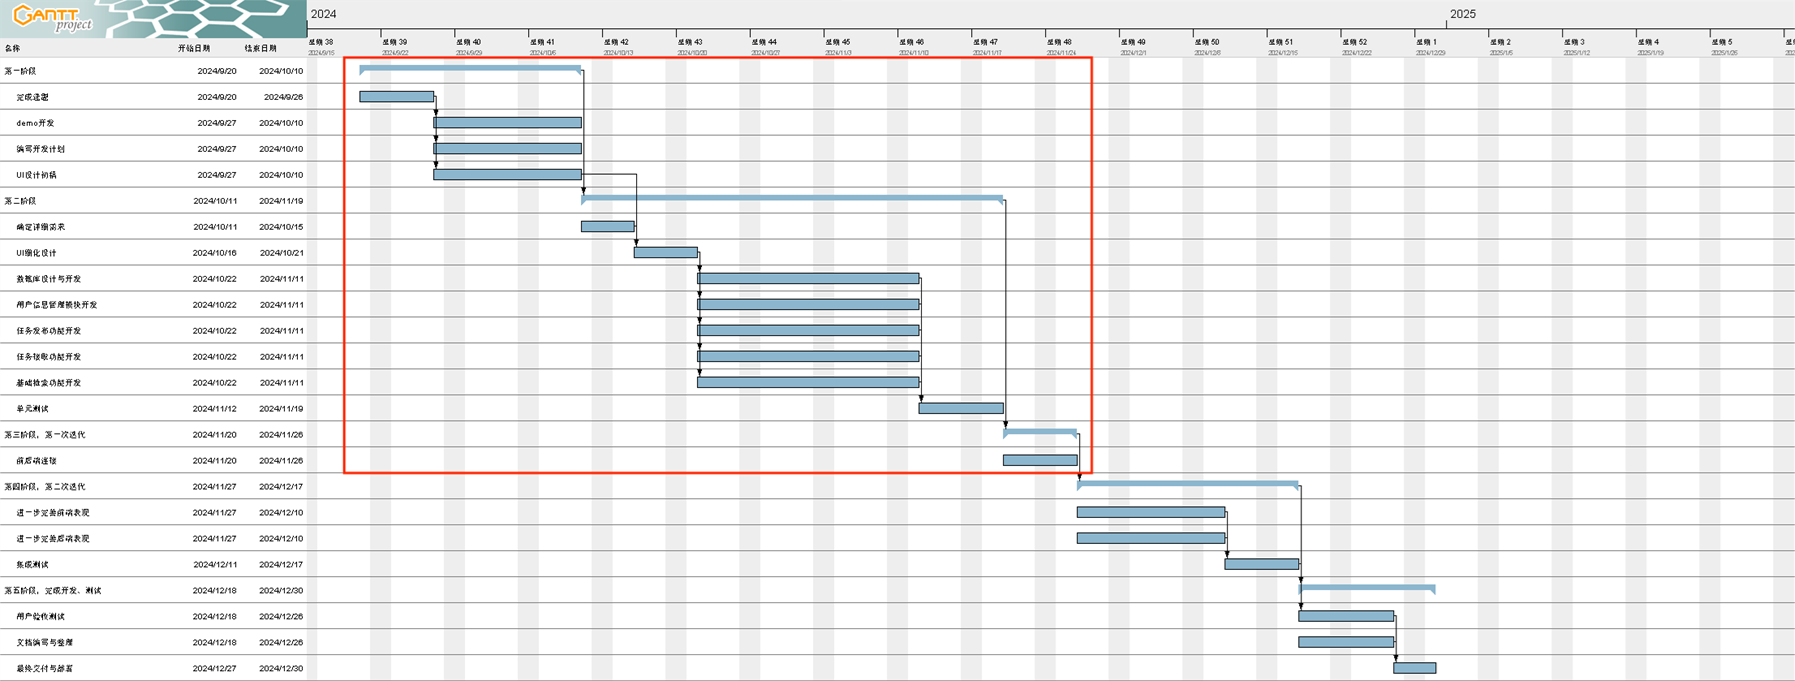 GANTT
project
2024
2025
名称 开始日期 结束日期
星期 38 星期 39 星期 40 星期 41 星期 42 星期 43 星期 44 星期 45 星期 46 星期 47 星期 48 星期 49 星期 50 星期 51 星期 52 星期 1 星期 2 星期 3 星期 4 星期 5
2024/9/15 2024/9/22 2024/9/29 2024/10/6 2024/10/13 2024/10/20 2024/10/27 2024/11/3 2024/11/10 2024/11/17 2024/11/24 2024/12/1 2024/12/8 2024/12/15 2024/12/22 2024/12/29 2025/1/5 2025/1/12 2025/1/19 2025/1/26
第一阶段 2024/9/20 2024/10/10
完成选题 2024/9/20 2024/9/26
demo开发 2024/9/27 2024/10/10
编写开发计划 2024/9/27 2024/10/10
UI设计初稿 2024/9/27 2024/10/10
第二阶段 2024/10/11 2024/11/19
确定详细需求 2024/10/11 2024/10/15
UI细化设计 2024/10/16 2024/10/21
数据库设计与开发 2024/10/22 2024/11/11
用户信息管理模块开发 2024/10/22 2024/11/11
任务发布功能开发 2024/10/22 2024/11/11
任务接取功能开发 2024/10/22 2024/11/11
基础检索功能开发 2024/10/22 2024/11/11
单元测试 2024/11/12 2024/11/19
第三阶段，第一次迭代 2024/11/20 2024/11/26
前后端连接 2024/11/20 2024/11/26
第四阶段，第二次迭代 2024/11/27 2024/12/17
进一步完善前端表现 2024/11/27 2024/12/10
进一步完善后端表现 2024/11/27 2024/12/10
集成测试 2024/12/11 2024/12/17
第五阶段，完成开发、测试 2024/12/18 2024/12/30
用户验收测试 2024/12/18 2024/12/26
文档编写与整理 2024/12/18 2024/12/26
最终交付与部署 2024/12/27 2024/12/30